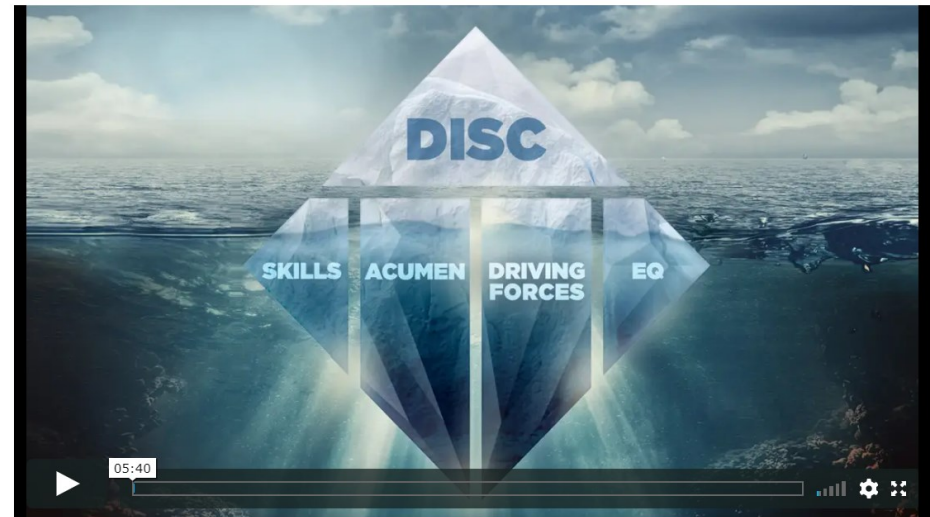 DISC
SKILLS
ACUMEN
DRIVING
FORCES
EQ
05:40